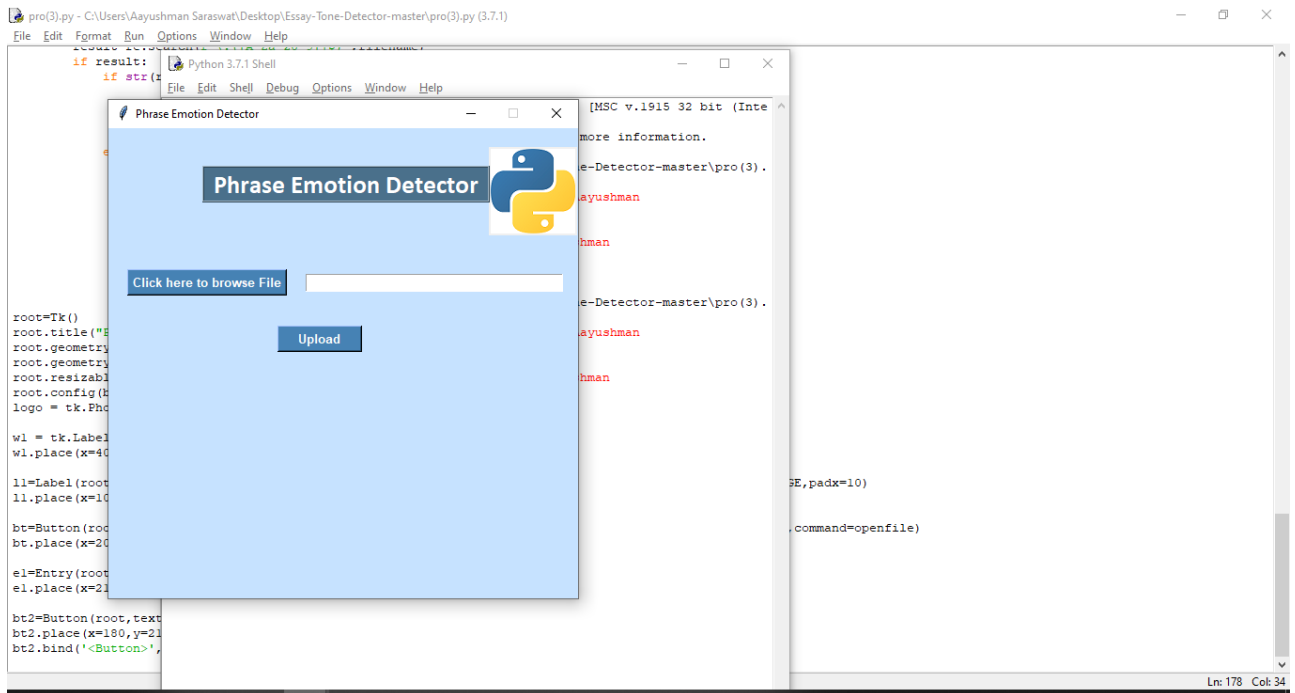 pro(3).py - C:\Users\Aayushman Saraswat\Desktop\Essay-Tone-Detector-master\pro(3).py (3.7.1)
File Edit Format Run Options Window Help
if result:
if str(
Python 3.7.1 Shell
File Edit Shell Debug Options Window Help
[MSC v.1915 32 bit (Inte
more information.
e-Detector-master\pro(3).
ayushman
hman
e-Detector-master\pro(3).
ayushman
hman
Phrase Emotion Detector
Phrase Emotion Detector
Click here to browse File
Upload
root=Tk()
root.title("
root.geometry
root.geometry
root.resizabl
root.config(b
logo = tk.Pho
w1 = tk.Label
w1.place(x=40
l1=Label(root
GE,padx=10)
l1.place(x=10
bt=Button(roo
,command=openfile)
bt.place(x=20
e1=Entry(root
e1.place(x=21
bt2=Button(root,text
bt2.place(x=180,y=21
bt2.bind('<Button>',
Ln: 178 Col: 34